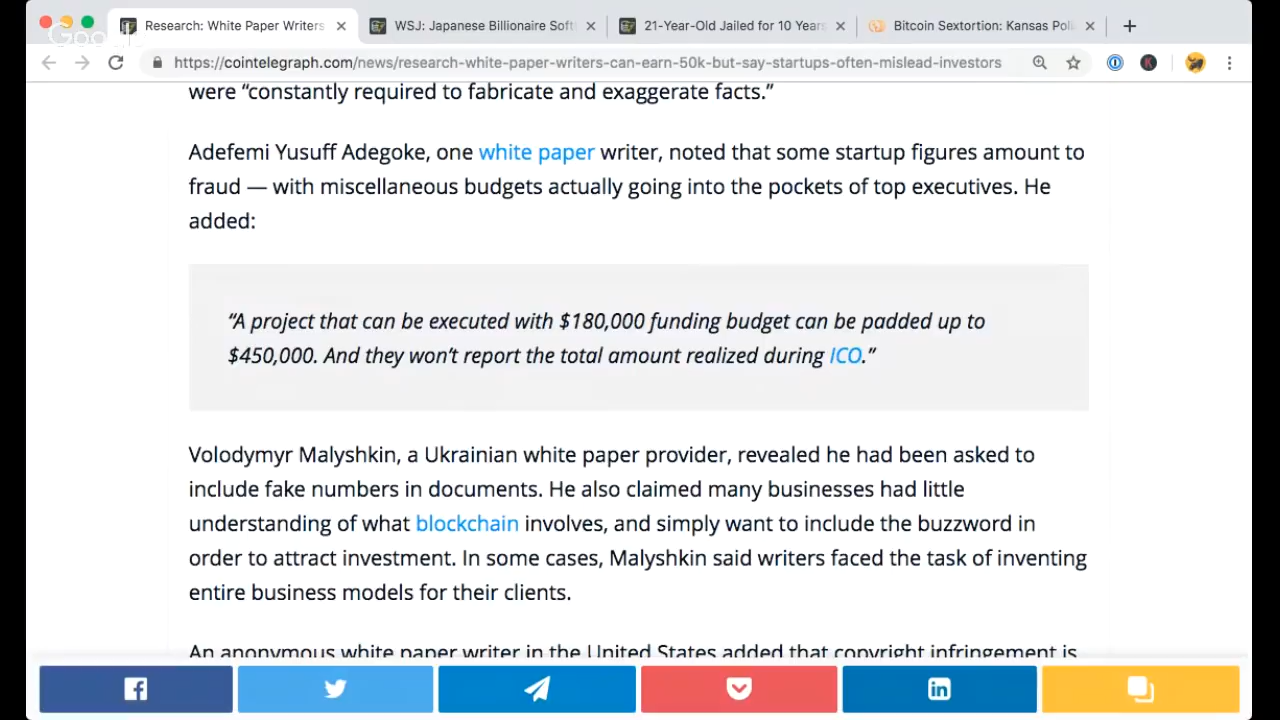 Google
Research: White Paper Writers
WSJ: Japanese Billionaire Soft
21-Year-Old Jailed for 10 Years
Bitcoin Sextortion: Kansas Poli
https://cointelegraph.com/news/research-white-paper-writers-can-earn-50k-but-say-startups-often-mislead-investors
were “constantly required to fabricate and exaggerate facts.”
Adefemi Yusuff Adegoke, one white paper writer, noted that some startup figures amount to
fraud — with miscellaneous budgets actually going into the pockets of top executives. He
added:
“A project that can be executed with $180,000 funding budget can be padded up to
$450,000. And they won’t report the total amount realized during ICO.”
Volodymyr Malyshkin, a Ukrainian white paper provider, revealed he had been asked to
include fake numbers in documents. He also claimed many businesses had little
understanding of what blockchain involves, and simply want to include the buzzword in
order to attract investment. In some cases, Malyshkin said writers faced the task of inventing
entire business models for their clients.
An anonymous white paper writer in the United States added that copyright infringement is